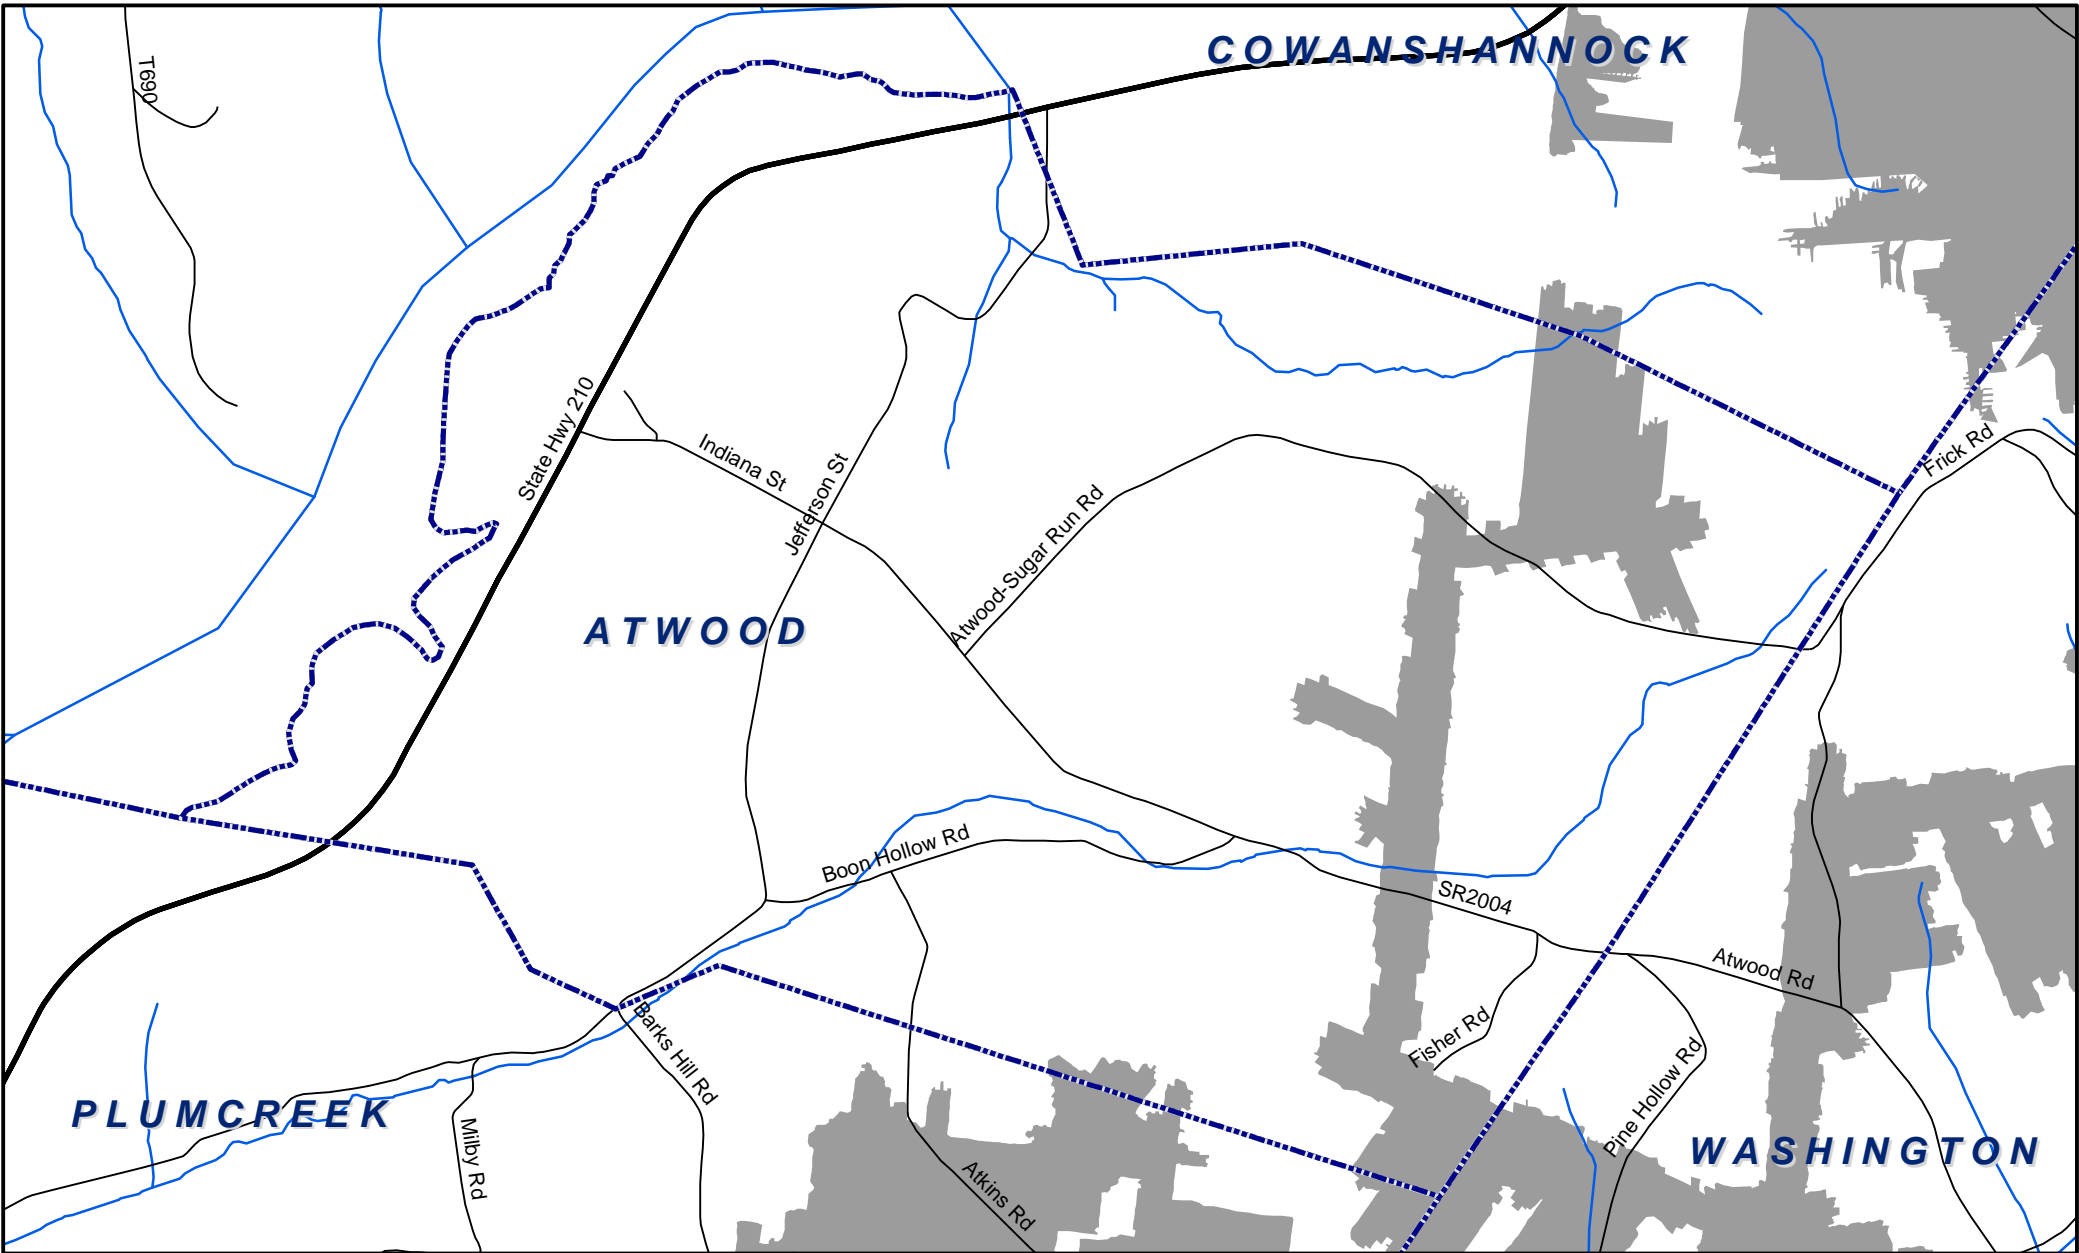 COWANSHANNOCK
T690
State Hwy 210
Indiana St
Jefferson St
Atwood-Sugar Run Rd
Frick Rd
ATWOOD
Boon Hollow Rd
SR2004
Atwood Rd
Fisher Rd
Pine Hollow Rd
Barks Hill Rd
PLUMCREEK
Milby Rd
Atkins Rd
WASHINGTON